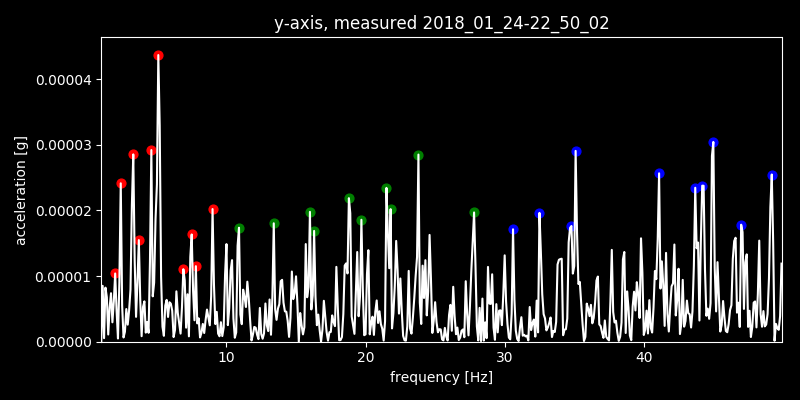 y-axis, measured 2018_01_24-22_50_02
acceleration [g]
0.00004
0.00003
0.00002
0.00001
0.00000
10 20 30 40
frequency [Hz]